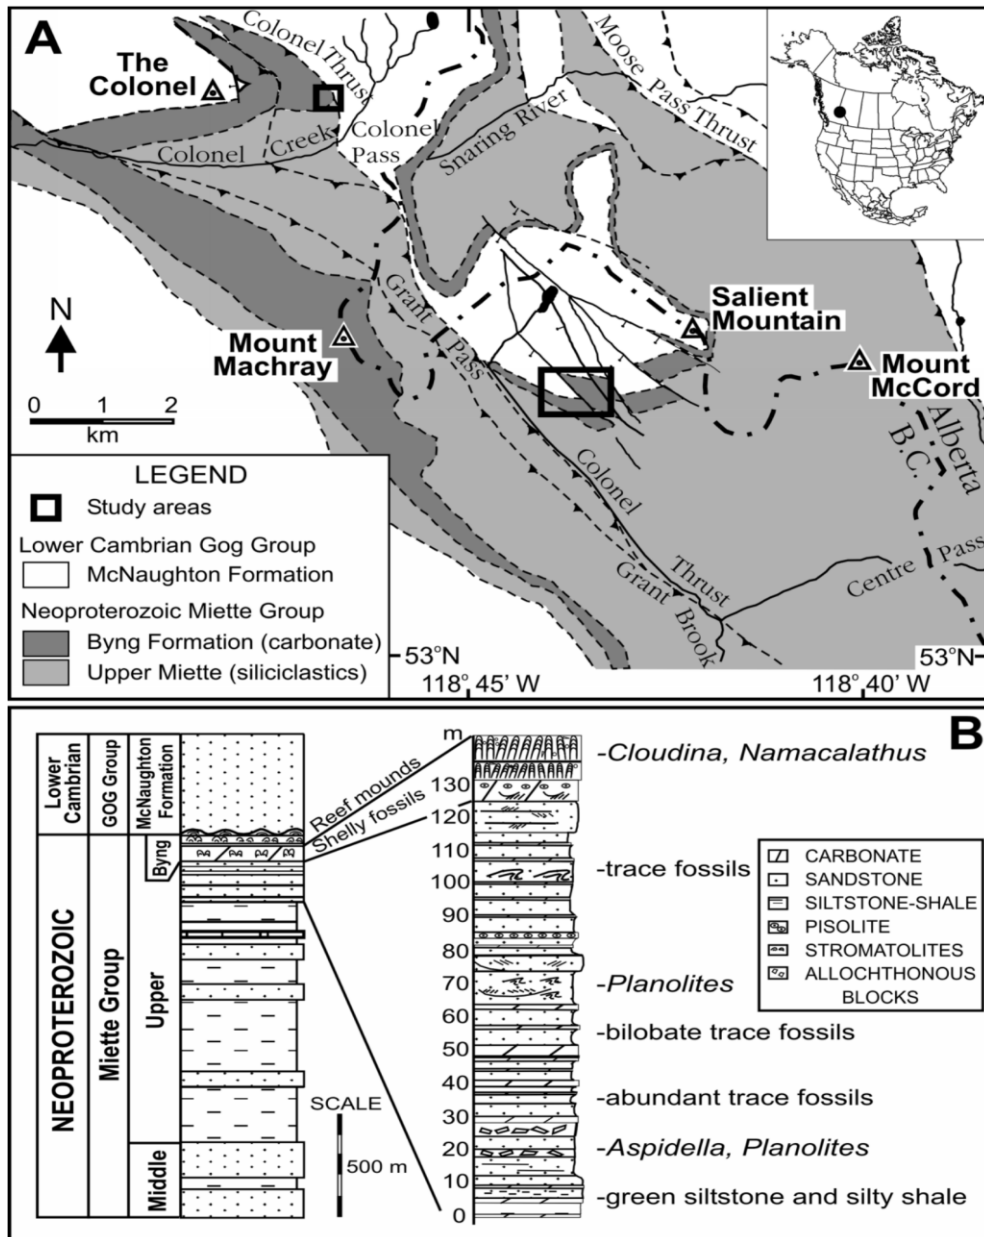 A
The
Colonel
Colonel Thrust
Colonel
Creek
Colonel
Pass
Snaring River
Moose
Pass Thrust
Salient
Mountain
Mount
McCord
Mount
Machray
Grant
Pass
Colonel
Thrust
Grant
Brook
Centre Pass
Alberta
B.C.
N
0 1 2
km
LEGEND
Study areas
Lower Cambrian Gog Group
McNaughton Formation
Neoproterozoic Miette Group
Byng Formation (carbonate)
Upper Miette (siliciclastics)
53°N
53°N
118° 45' W
118° 40' W
B
Lower
Cambrian
GOG Group
McNaughton
Formation
NEOPROTEROZOIC
Miette Group
Byng
Upper
Middle
Reef mounds
Shelly fossils
SCALE
500 m
m
130
120
110
100
90
80
70
60
50
40
30
20
10
0
-Cloudina, Namacalathus
-trace fossils
-Planolites
-bilobate trace fossils
-abundant trace fossils
-Aspidella, Planolites
-green siltstone and silty shale
CARBONATE
SANDSTONE
SILTSTONE-SHALE
PISOLITE
STROMATOLITES
ALLOCHTHONOUS
BLOCKS